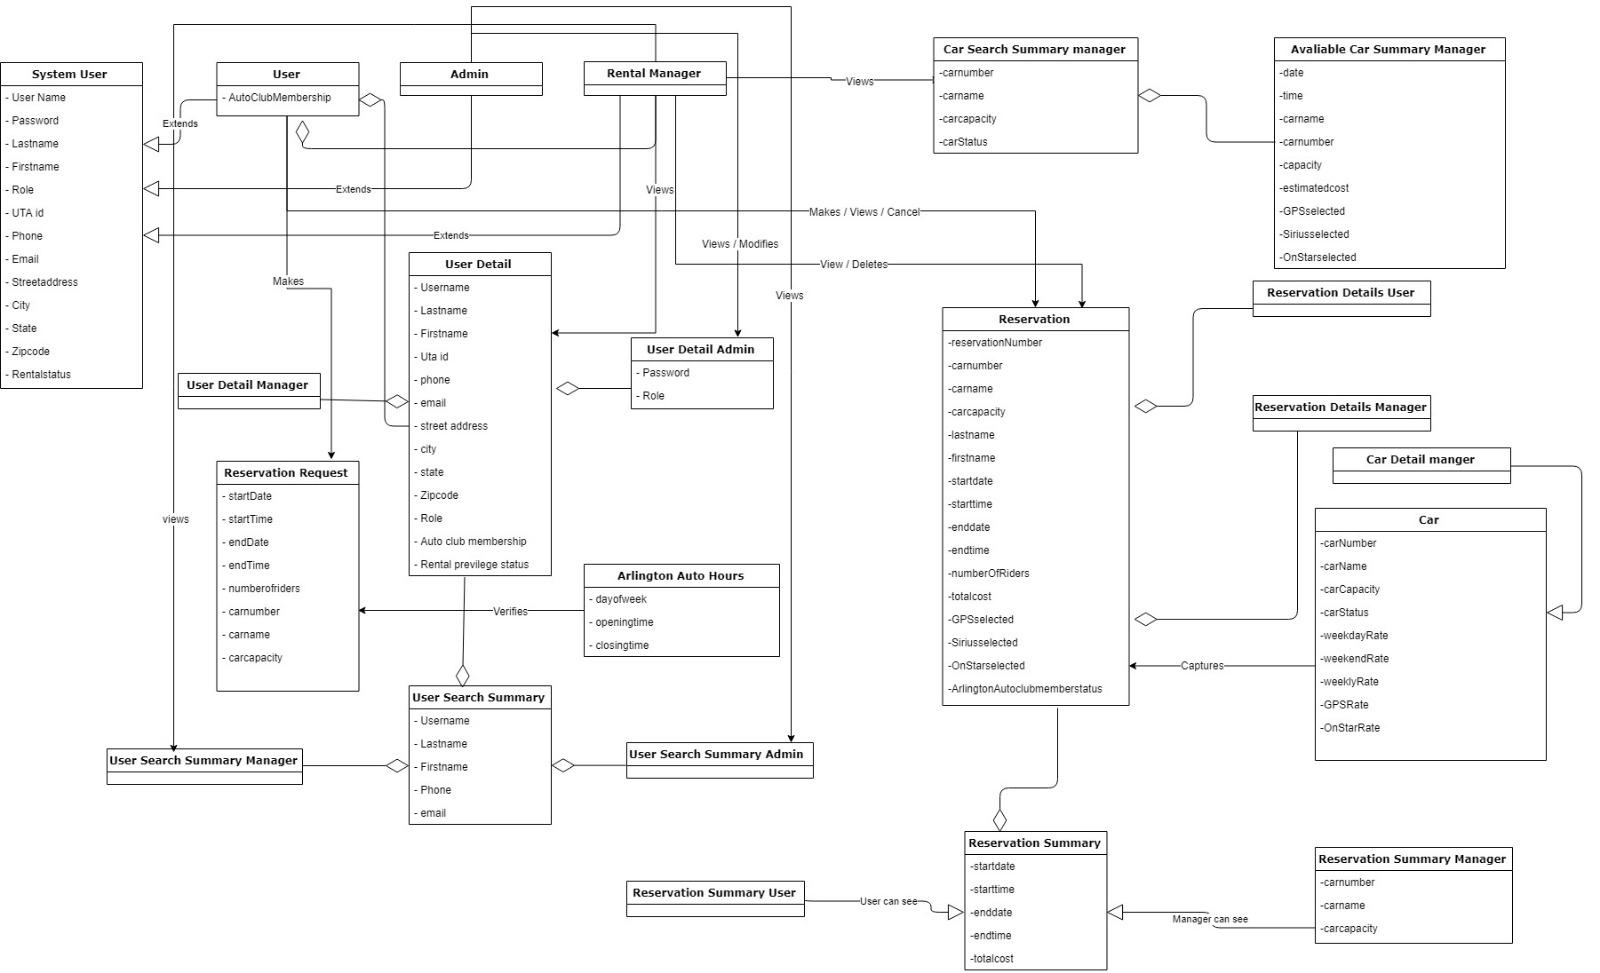 System User
- User Name
- Password
- Lastname
- Firstname
- Role
- UTA id
- Phone
- Email
- Streetaddress
- City
- State
- Zipcode
- Rentalstatus
User
- AutoClubMembership
Admin
Rental Manager
Extends
Extends
Extends
Views
Makes / Views / Cancel
Views / Modifies
View / Deletes
Views
Makes
views
Views
Car Search Summary manager
-carnumber
-carname
-carcapacity
-carStatus
Avaliable Car Summary Manager
-date
-time
-carname
-carnumber
-capacity
-estimatedcost
-GPSselected
-Siriusselected
-OnStarselected
User Detail
- Username
- Lastname
- Firstname
- Uta id
- phone
- email
- street address
- city
- state
- Zipcode
- Role
- Auto club membership
- Rental previlege status
User Detail Admin
- Password
- Role
User Detail Manager
Reservation Request
- startDate
- startTime
- endDate
- endTime
- numberofriders
- carnumber
- carname
- carcapacity
Arlington Auto Hours
- dayofweek
- openingtime
- closingtime
Verifies
User Search Summary
- Username
- Lastname
- Firstname
- Phone
- email
User Search Summary Manager
User Search Summary Admin
Reservation
-reservationNumber
-carnumber
-carname
-carcapacity
-lastname
-firstname
-startdate
-starttime
-enddate
-endtime
-numberOfRiders
-totalcost
-GPSselected
-Siriusselected
-OnStarselected
-ArlingtonAutoclubmemberstatus
Reservation Details User
Reservation Details Manager
Car Detail manger
Car
-carNumber
-carName
-carCapacity
-carStatus
-weekdayRate
-weekendRate
-weeklyRate
-GPSRate
-OnStarRate
Captures
Reservation Summary
-startdate
-starttime
-enddate
-endtime
-totalcost
Reservation Summary User
User can see
Manager can see
Reservation Summary Manager
-carnumber
-carname
-carcapacity